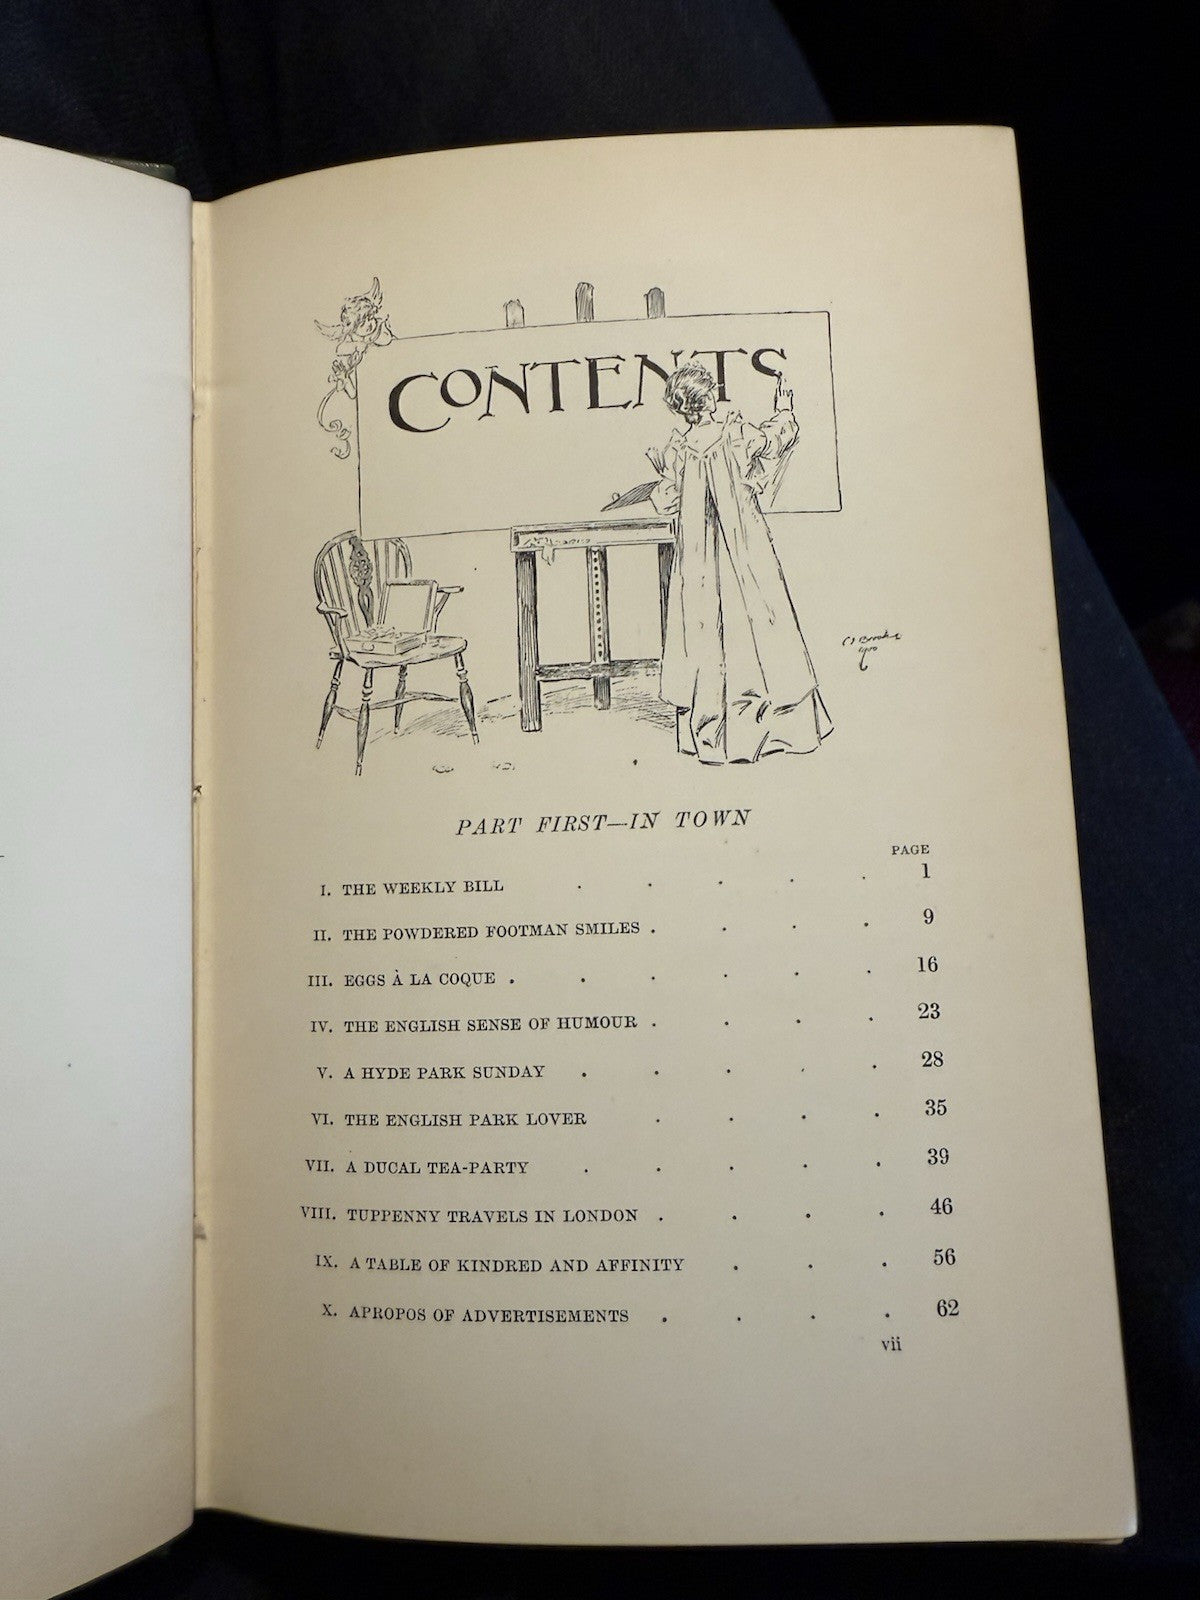 CONTENTS
C E Brock
1900
PART FIRST—IN TOWN
PAGE
I. THE WEEKLY BILL . . . . . 1
II. THE POWDERED FOOTMAN SMILES . . . . 9
III. EGGS À LA COQUE . . . . . . 16
IV. THE ENGLISH SENSE OF HUMOUR . . . . 23
V. A HYDE PARK SUNDAY . . . . . 28
VI. THE ENGLISH PARK LOVER . . . . 35
VII. A DUCAL TEA-PARTY . . . . . 39
VIII. TUPPENNY TRAVELS IN LONDON . . . . 46
IX. A TABLE OF KINDRED AND AFFINITY . . . 56
X. APROPOS OF ADVERTISEMENTS . . . . 62
vii